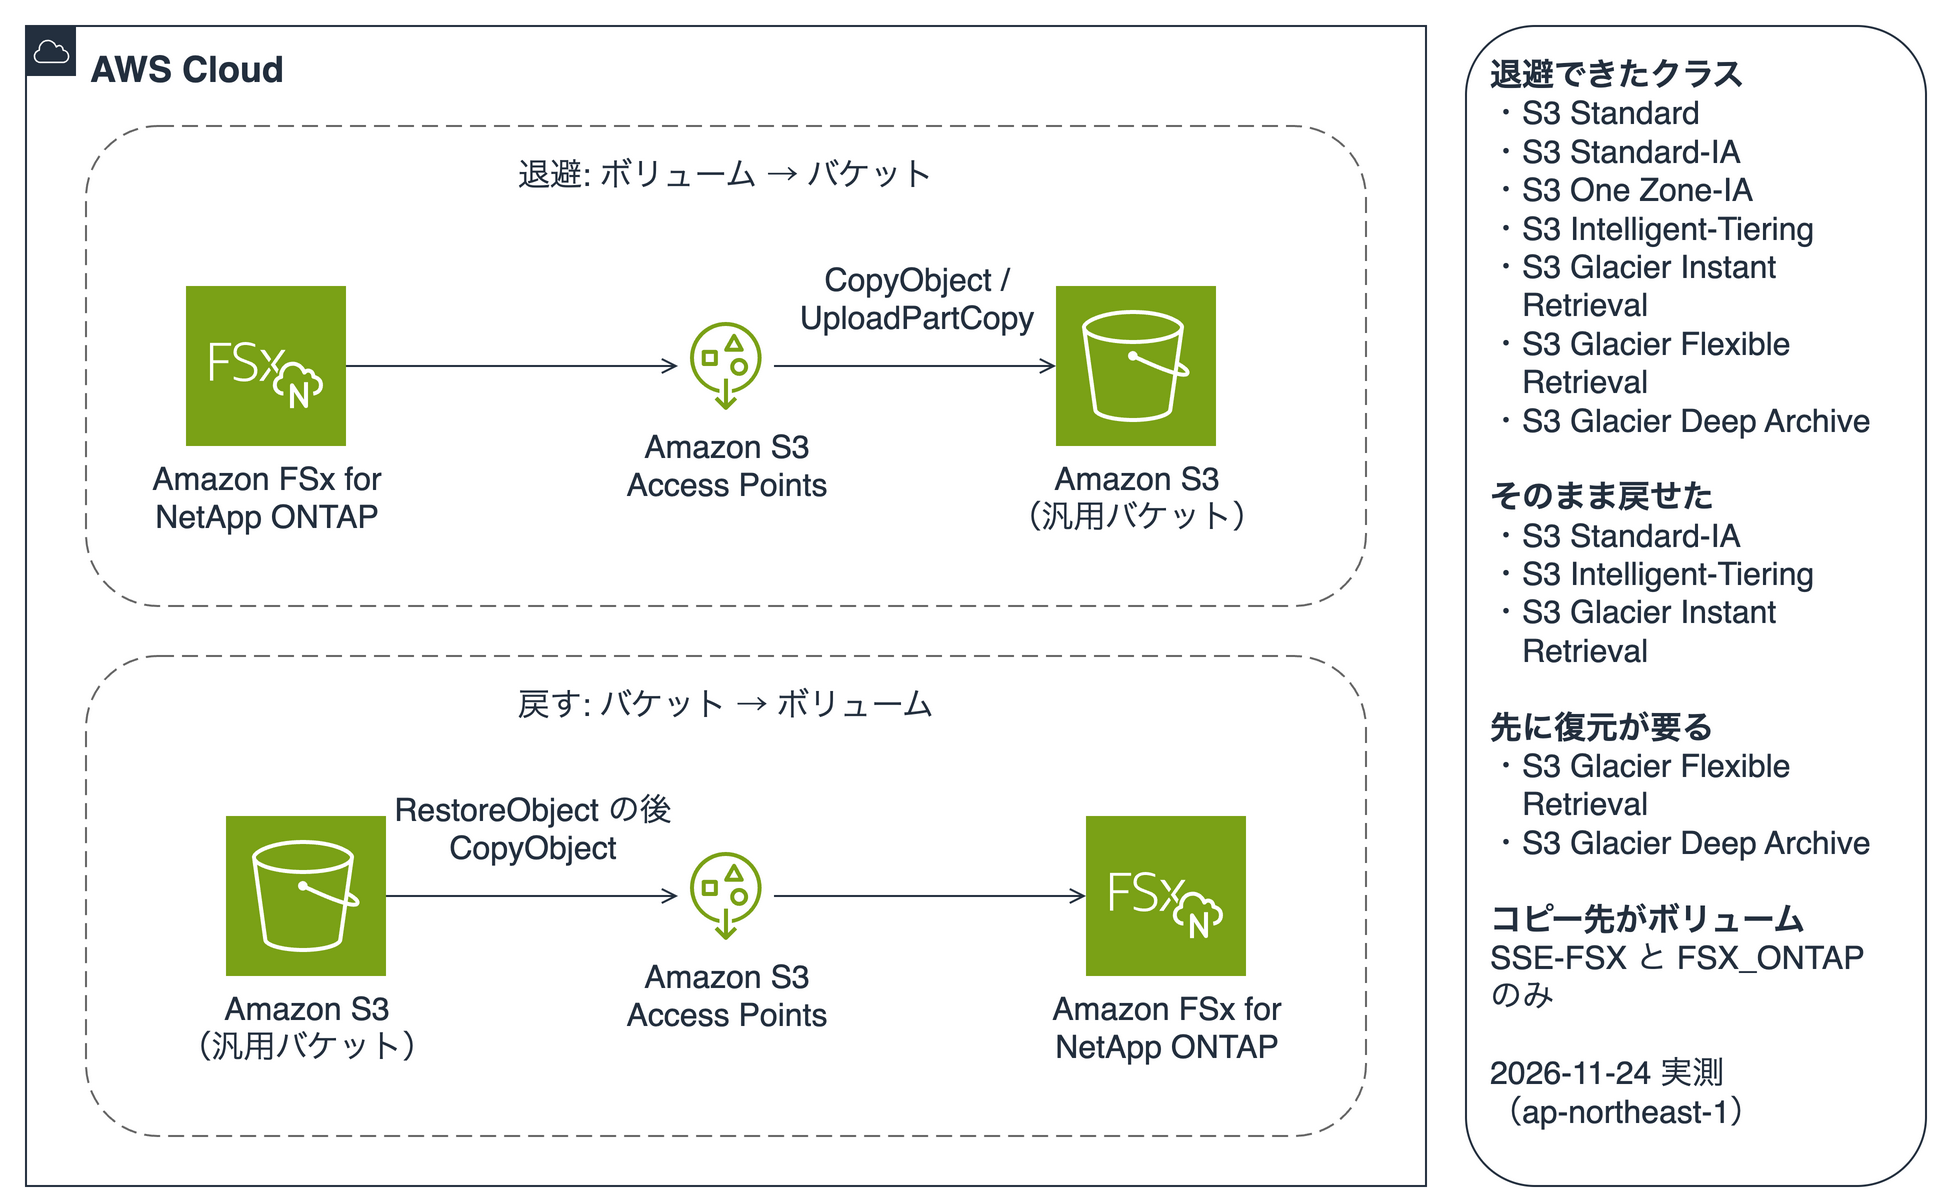 AWS Cloud
退避: ボリューム → バケット
CopyObject /
UploadPartCopy
FSx
N
Amazon FSx for
NetApp ONTAP
Amazon S3
Access Points
Amazon S3
（汎用バケット）
戻す: バケット → ボリューム
RestoreObject の後
CopyObject
Amazon S3
（汎用バケット）
Amazon S3
Access Points
FSx
N
Amazon FSx for
NetApp ONTAP
退避できたクラス
・S3 Standard
・S3 Standard-IA
・S3 One Zone-IA
・S3 Intelligent-Tiering
・S3 Glacier Instant
Retrieval
・S3 Glacier Flexible
Retrieval
・S3 Glacier Deep Archive
そのまま戻せた
・S3 Standard-IA
・S3 Intelligent-Tiering
・S3 Glacier Instant
Retrieval
先に復元が要る
・S3 Glacier Flexible
Retrieval
・S3 Glacier Deep Archive
コピー先がボリューム
SSE-FSX と FSX_ONTAP
のみ
2026-11-24 実測
（ap-northeast-1）